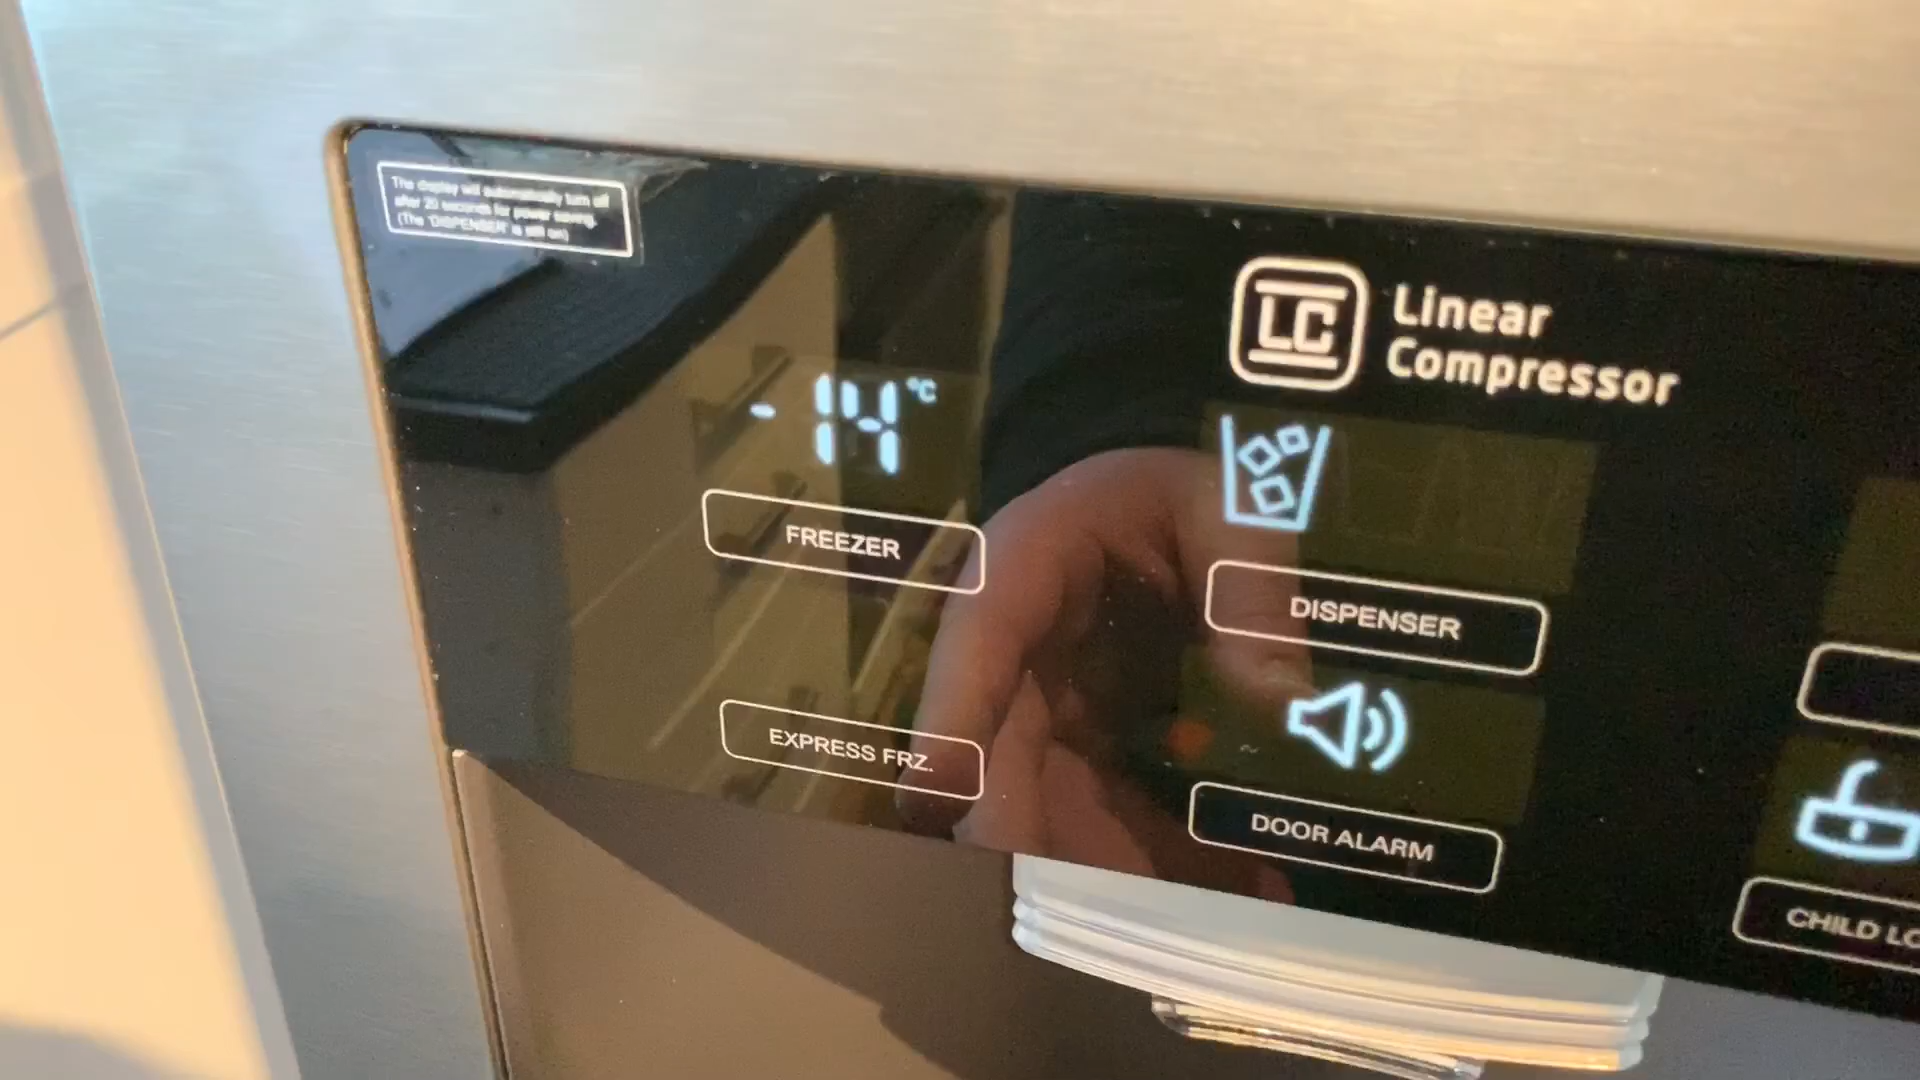 The display will automatically turn off
after 20 seconds for power saving.
(The 'DISPENSER' is still on)
LC Linear
Compressor
-14 °C
FREEZER
DISPENSER
EXPRESS FRZ.
DOOR ALARM
CHILD LO